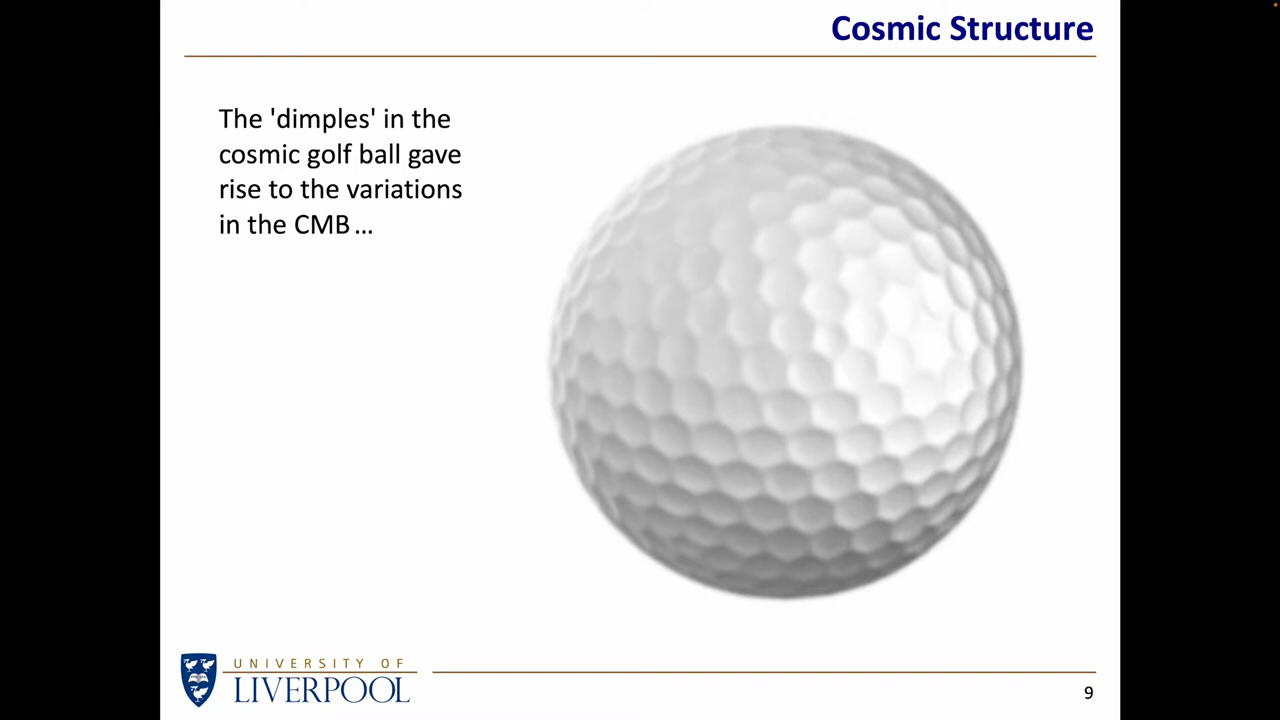 Cosmic Structure
The 'dimples' in the
cosmic golf ball gave
rise to the variations
in the CMB ...
UNIVERSITY OF
LIVERPOOL
9